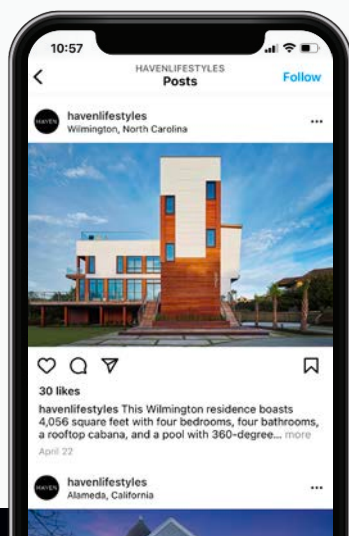 10:57
HAVENLIFESTYLES
Posts
Follow
HAVEN
havenlifestyles
Wilmington, North Carolina
30 likes
havenlifestyles This Wilmington residence boasts
4,056 square feet with four bedrooms, four bathrooms,
a rooftop cabana, and a pool with 360-degree... more
April 22
HAVEN
havenlifestyles
Alameda, California